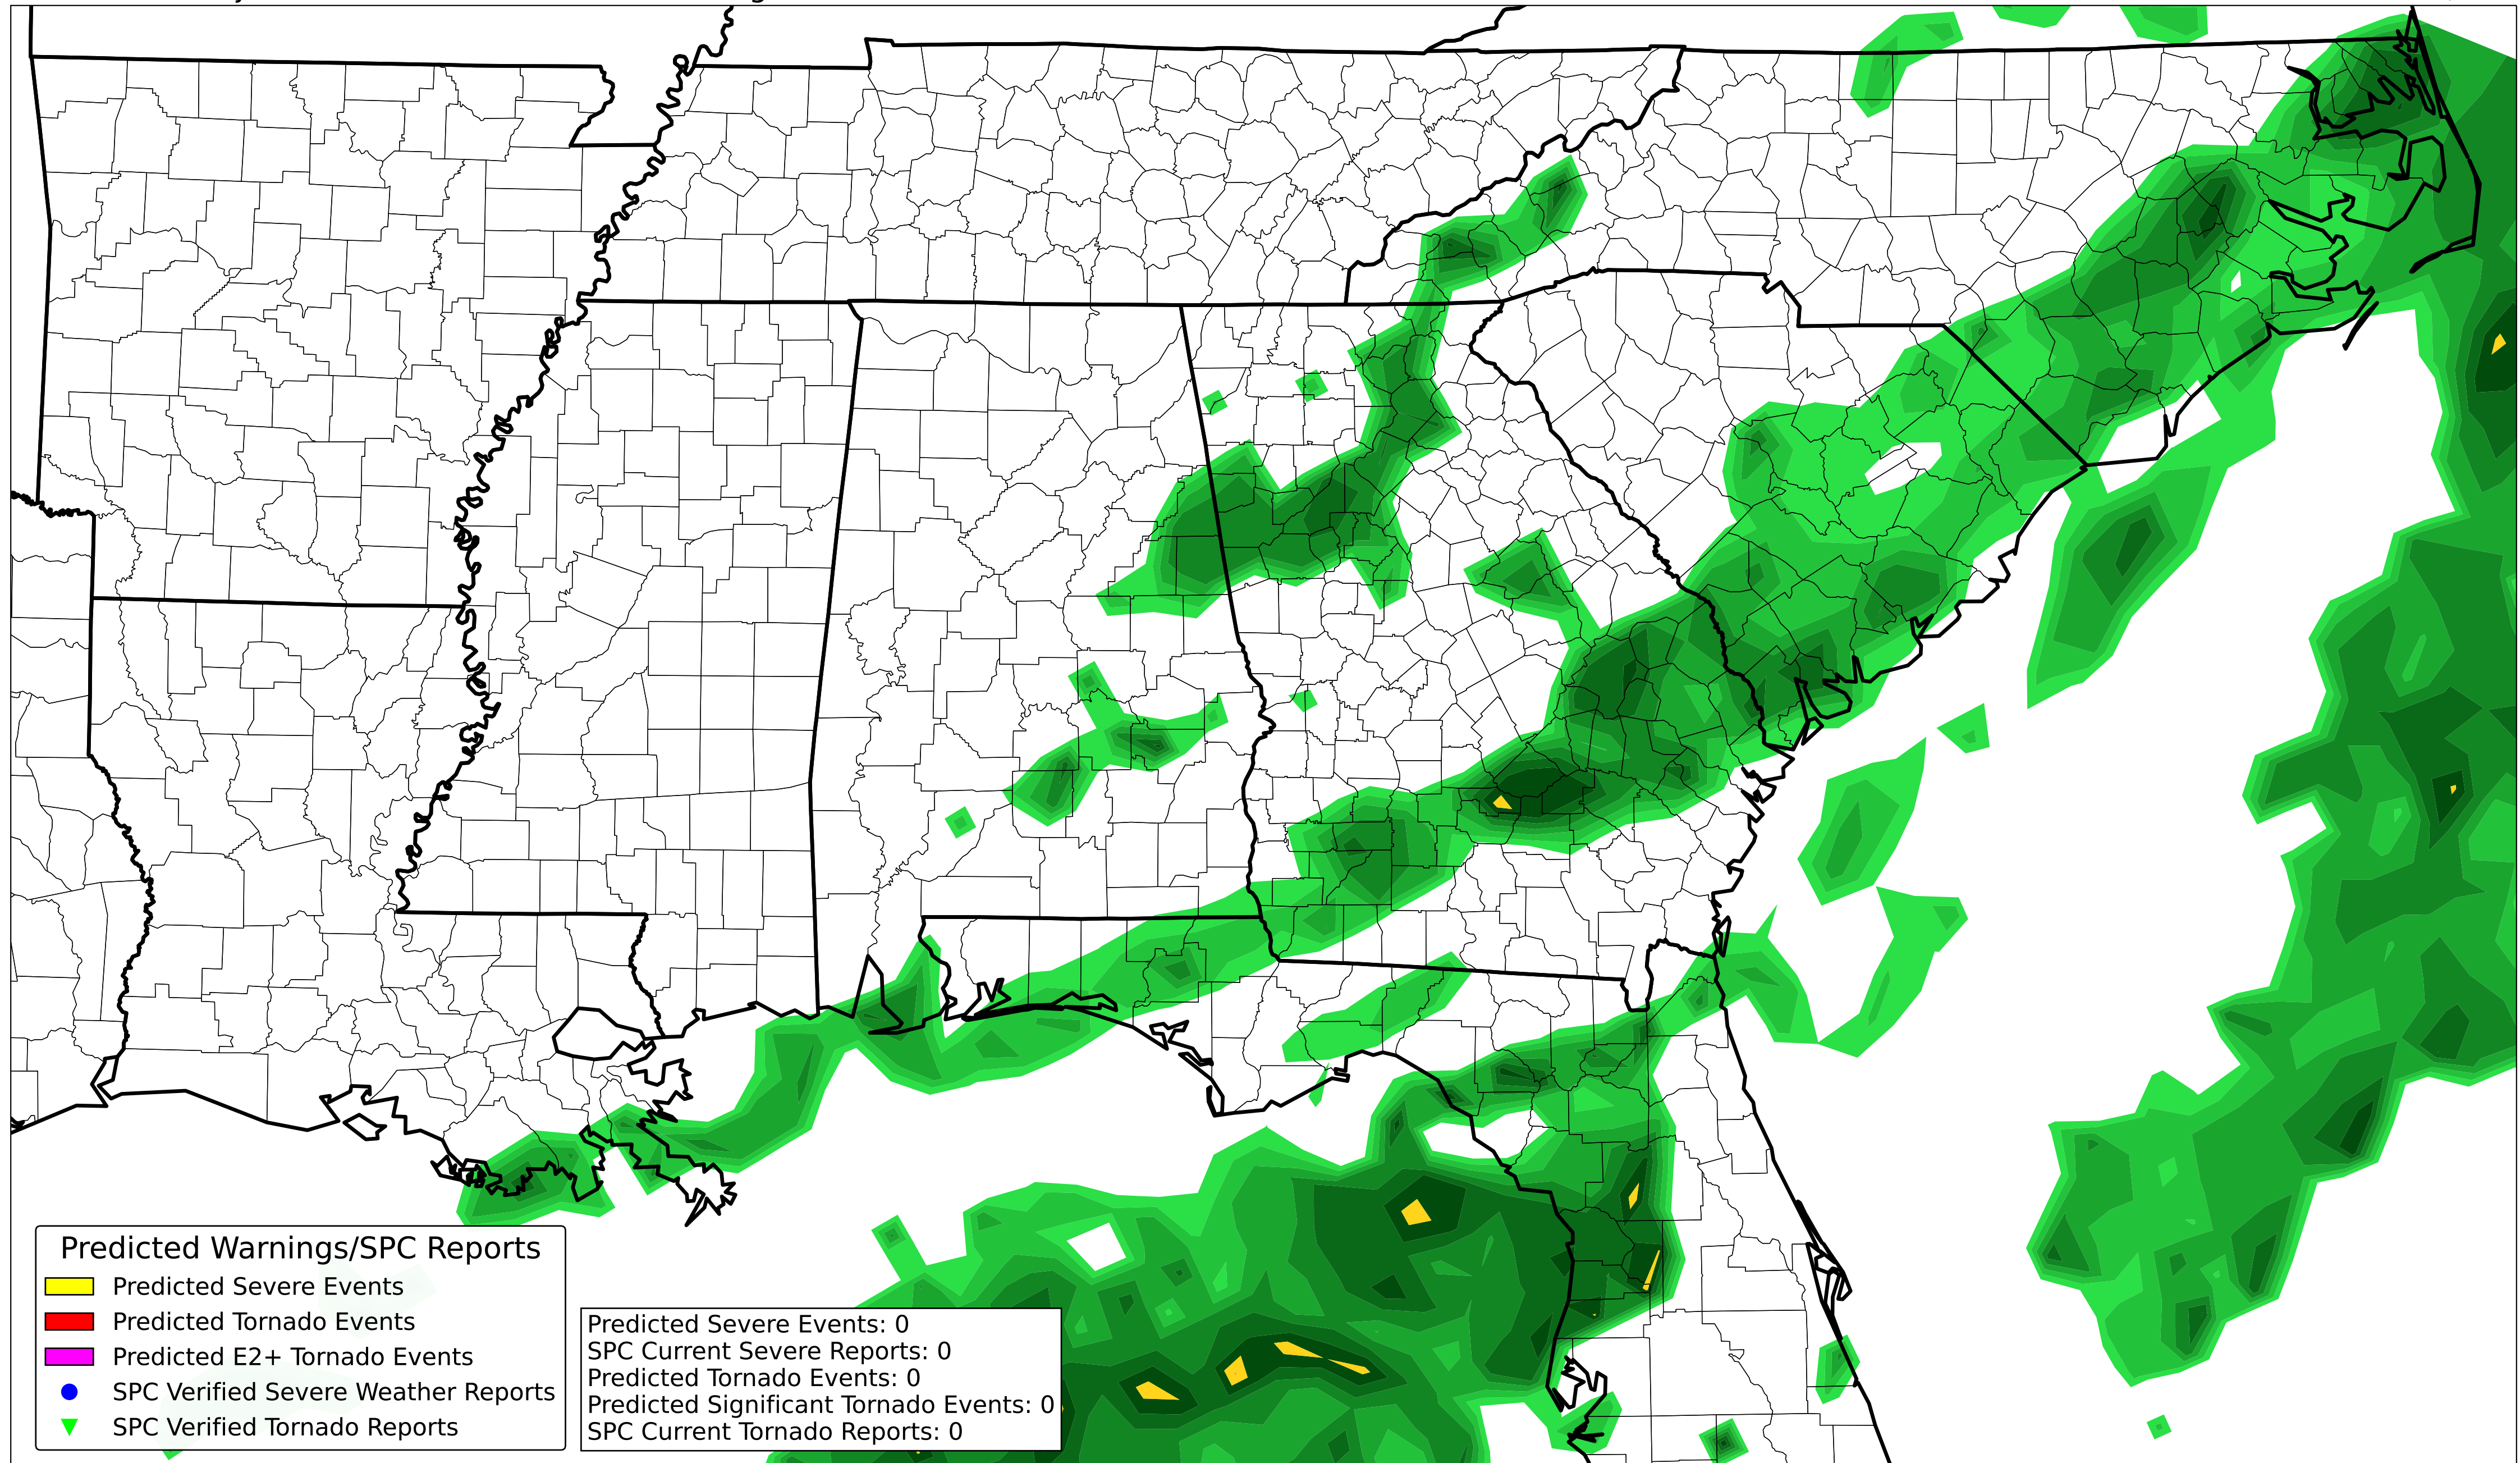 Predicted Warnings/SPC Reports
Predicted Severe Events
Predicted Tornado Events
Predicted E2+ Tornado Events
SPC Verified Severe Weather Reports
SPC Verified Tornado Reports
Predicted Severe Events: 0
SPC Current Severe Reports: 0
Predicted Tornado Events: 0
Predicted Significant Tornado Events: 0
SPC Current Tornado Reports: 0